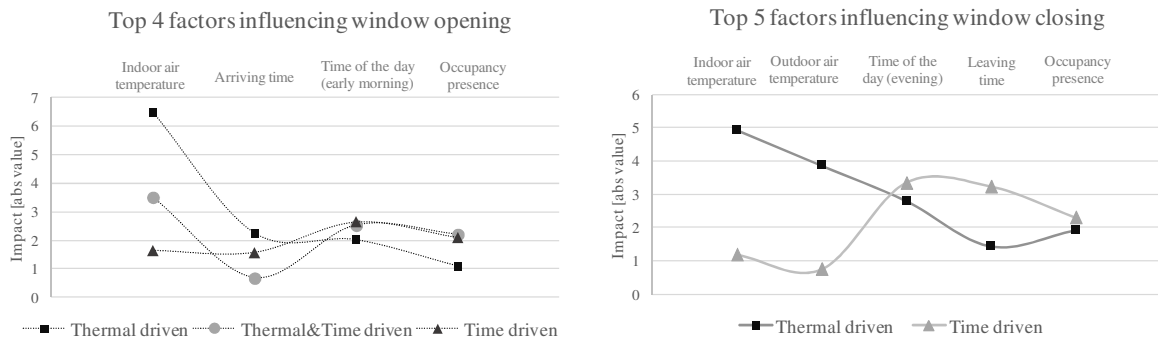 Top 4 factors influencing window opening
Indoor air
temperature
Arriving time
Time of the day
(early morning)
Occupancy
presence
7
6
5
4
3
2
1
0
Impact [abs value]
Thermal driven
Thermal&Time driven
Time driven
Top 5 factors influencing window closing
Indoor air
temperature
Outdoor air
temperature
Time of the
day (evening)
Leaving
time
Occupancy
presence
6
5
4
3
2
1
0
Impact [abs value]
Thermal driven
Time driven